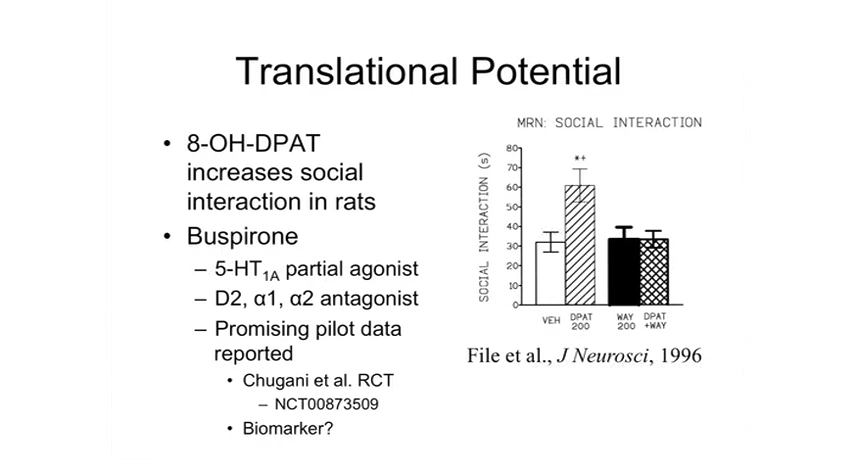 Translational Potential
• 8-OH-DPAT
increases social
interaction in rats
• Buspirone
– 5-HT1A partial agonist
– D2, α1, α2 antagonist
– Promising pilot data
reported
• Chugani et al. RCT
– NCT00873509
• Biomarker?
MRN: SOCIAL INTERACTION
SOCIAL INTERACTION (s)
80
70
60
50
40
30
20
10
0
*+
VEH DPAT 200 WAY 200 DPAT +WAY
File et al., J Neurosci, 1996